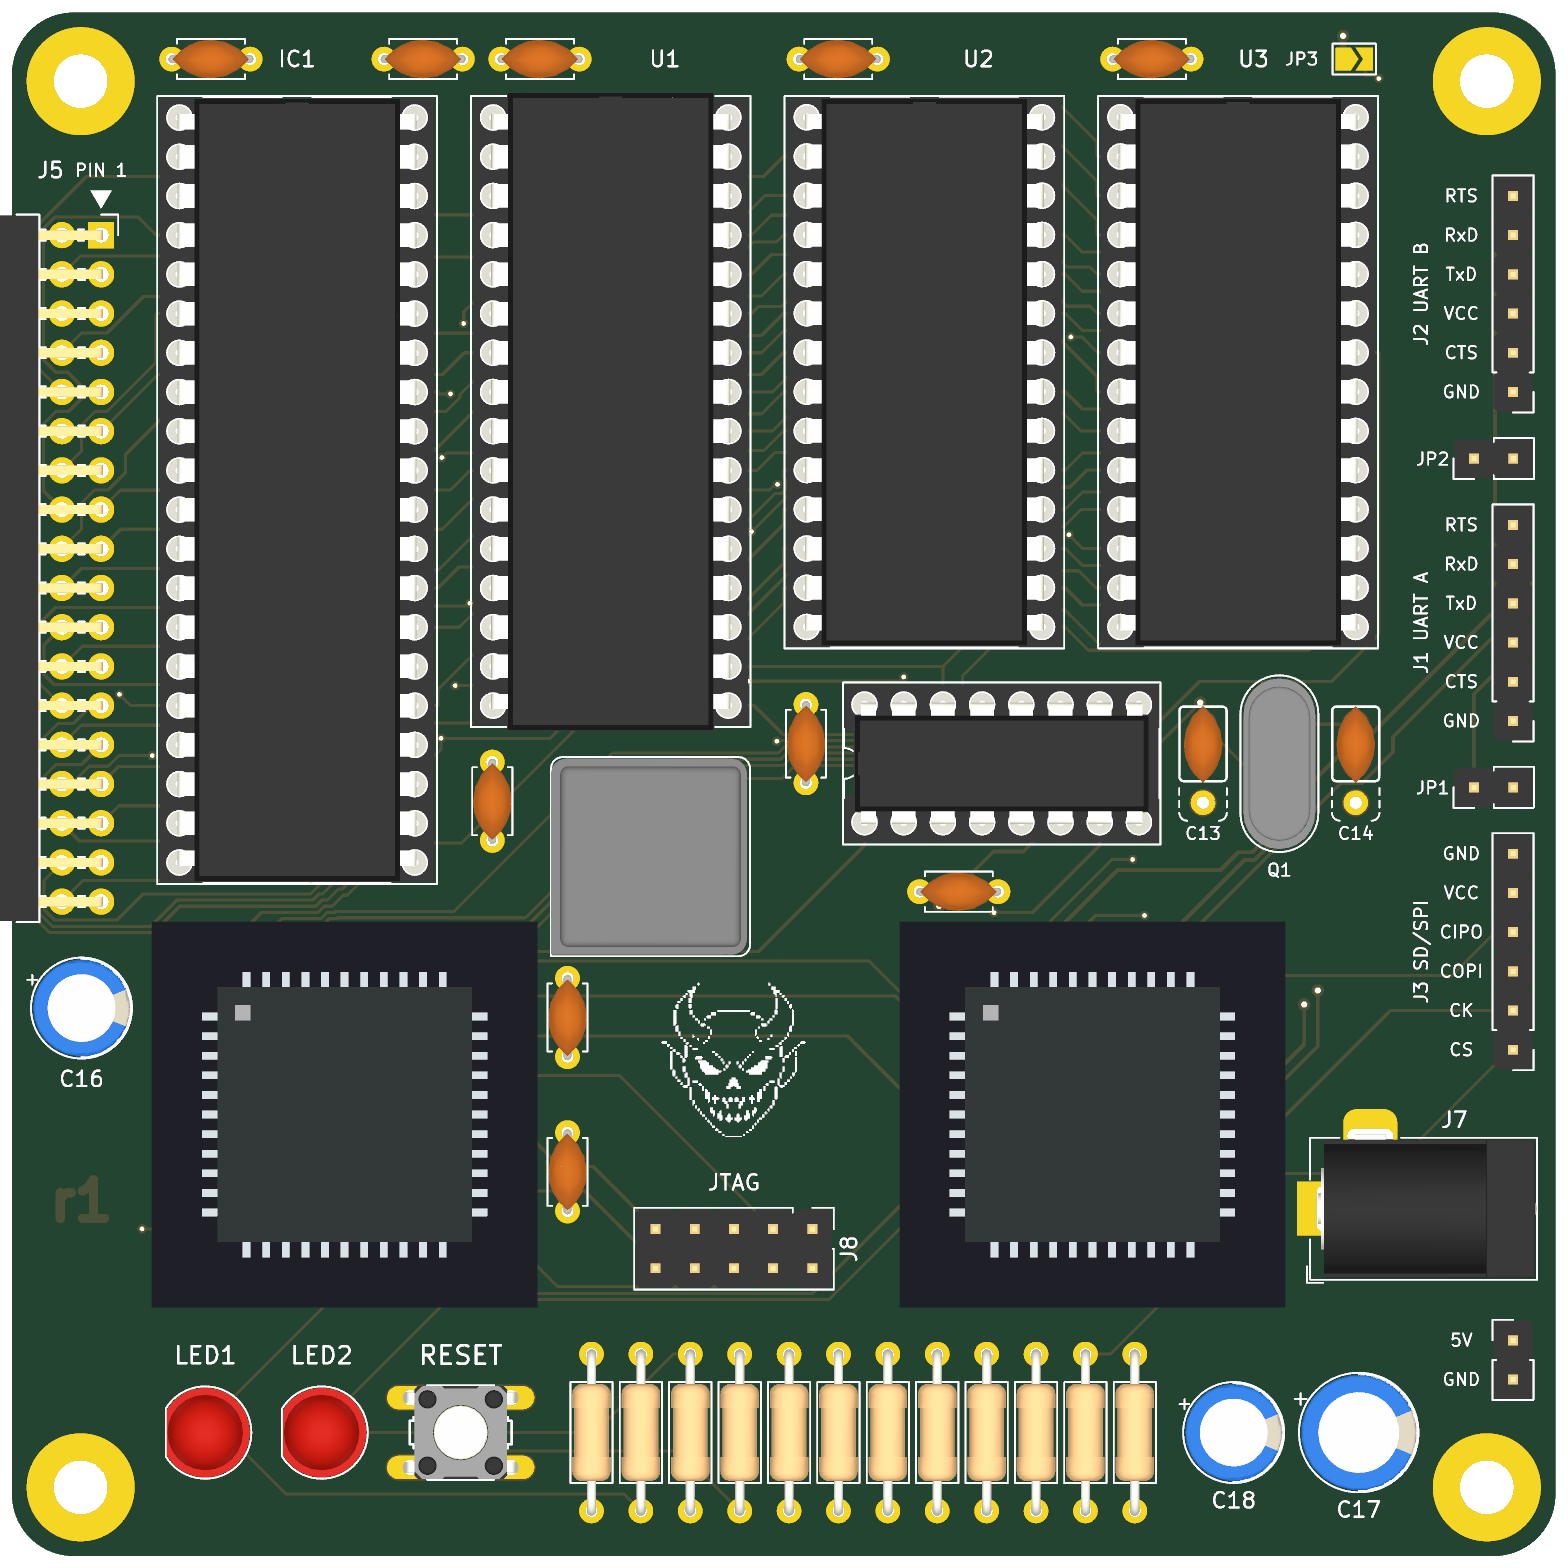 IC1
U1
U2
U3
JP3
J5 PIN 1
RTS
RxD
TxD
VCC
CTS
GND
J2 UART B
JP2
RTS
RxD
TxD
VCC
CTS
GND
J1 UART A
JP1
C13
C14
Q1
GND
VCC
CIPO
COPI
CK
CS
J3 SD/SPI
+
C16
J7
r1
JTAG
J8
5V
GND
LED1
LED2
RESET
+
C18
+
C17